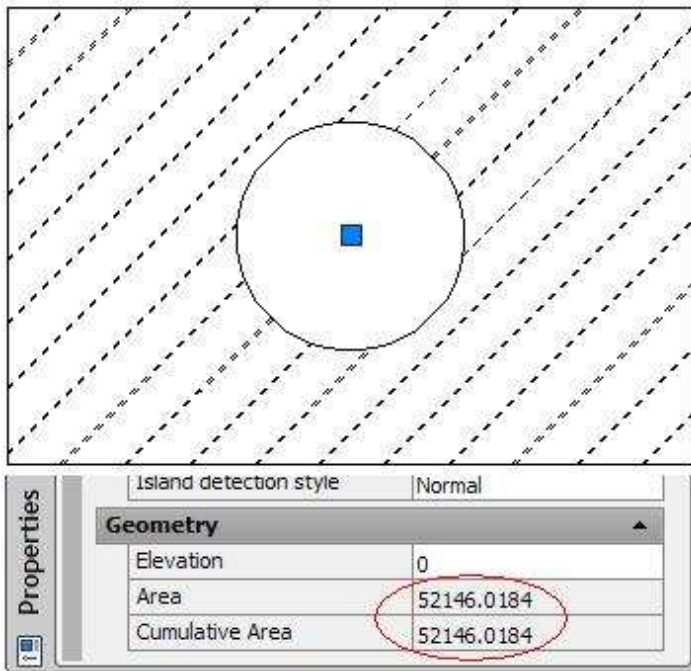 Island detection style Normal
Geometry
Elevation 0
Area 52146.0184
Cumulative Area 52146.0184
Properties